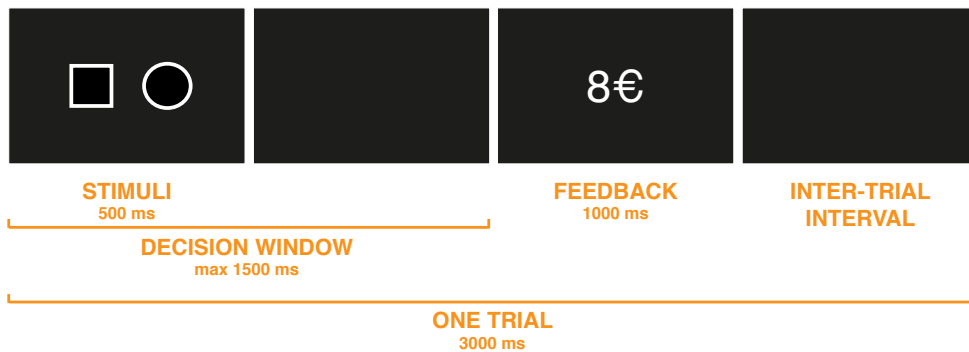 8€
STIMULI
500 ms
FEEDBACK
1000 ms
INTER-TRIAL
INTERVAL
DECISION WINDOW
max 1500 ms
ONE TRIAL
3000 ms